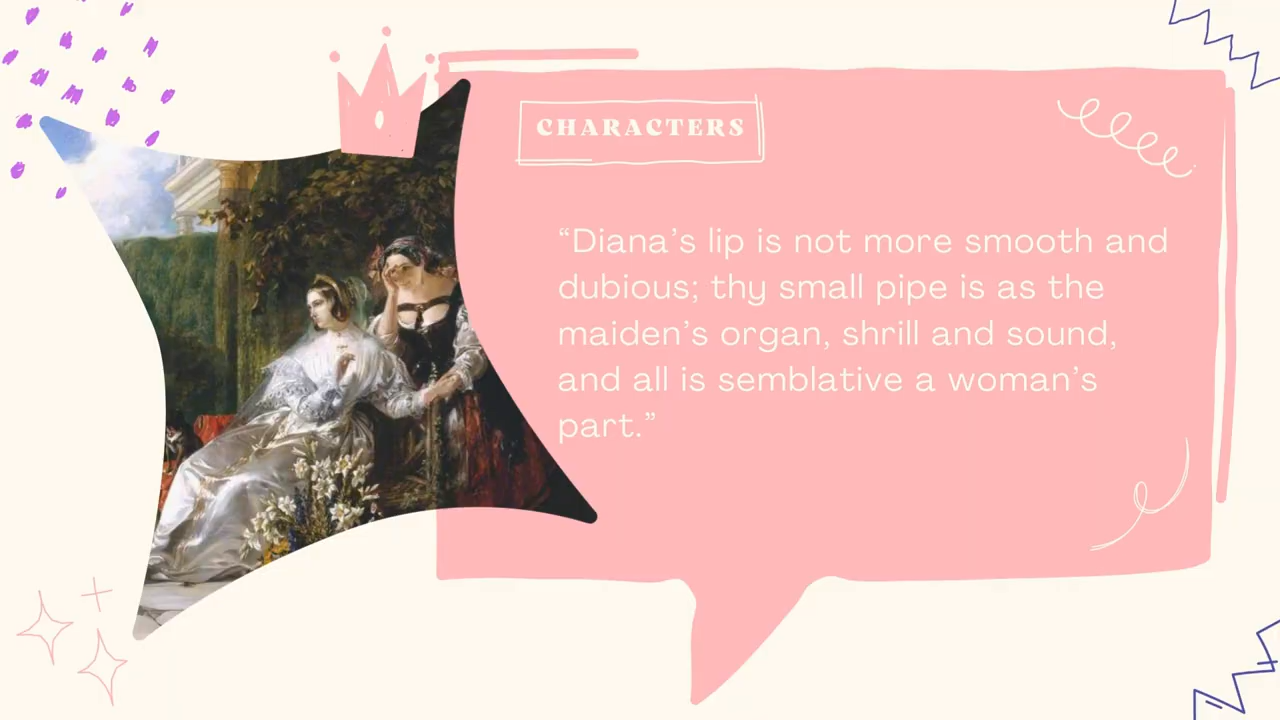 CHARACTERS
“Diana’s lip is not more smooth and
dubious; thy small pipe is as the
maiden’s organ, shrill and sound,
and all is semblative a woman’s
part.”